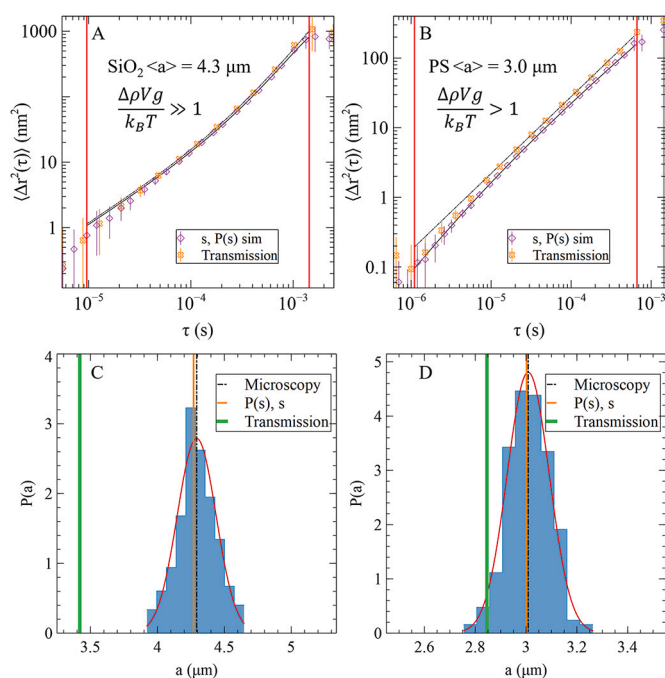 A
SiO₂ <a> = 4.3 μm
ΔρVg
k_BT
≫ 1
⟨Δr²(τ)⟩ (nm²)
1000
100
10
1
s, P(s) sim
Transmission
10⁻⁵
10⁻⁴
10⁻³
τ (s)
B
PS <a> = 3.0 μm
ΔρVg
k_BT
> 1
⟨Δr²(τ)⟩ (nm²)
100
10
1
0.1
s, P(s) sim
Transmission
10⁻⁶
10⁻⁵
10⁻⁴
10⁻³
τ (s)
C
Microscopy
P(s), s
Transmission
P(a)
4
3
2
1
0
3.5
4
4.5
5
a (μm)
D
Microscopy
P(s), s
Transmission
P(a)
5
4
3
2
1
0
2.6
2.8
3
3.2
3.4
a (μm)